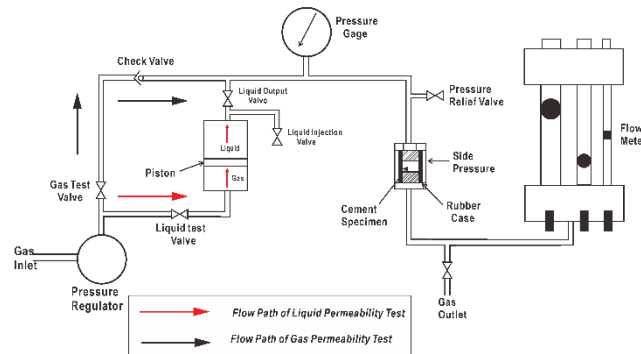 Pressure
Gage
Check Valve
Liquid Output
Valve
Pressure
Relief Valve
Liquid
Liquid Injection
Valve
Flow
Mete
Piston
Side
Pressure
Gas Test
Valve
Gas
Cement
Specimen
Rubber
Case
Liquid test
Valve
Gas
Inlet
Pressure
Regulator
Gas
Outlet
Flow Path of Liquid Permeability Test
Flow Path of Gas Permeability Test